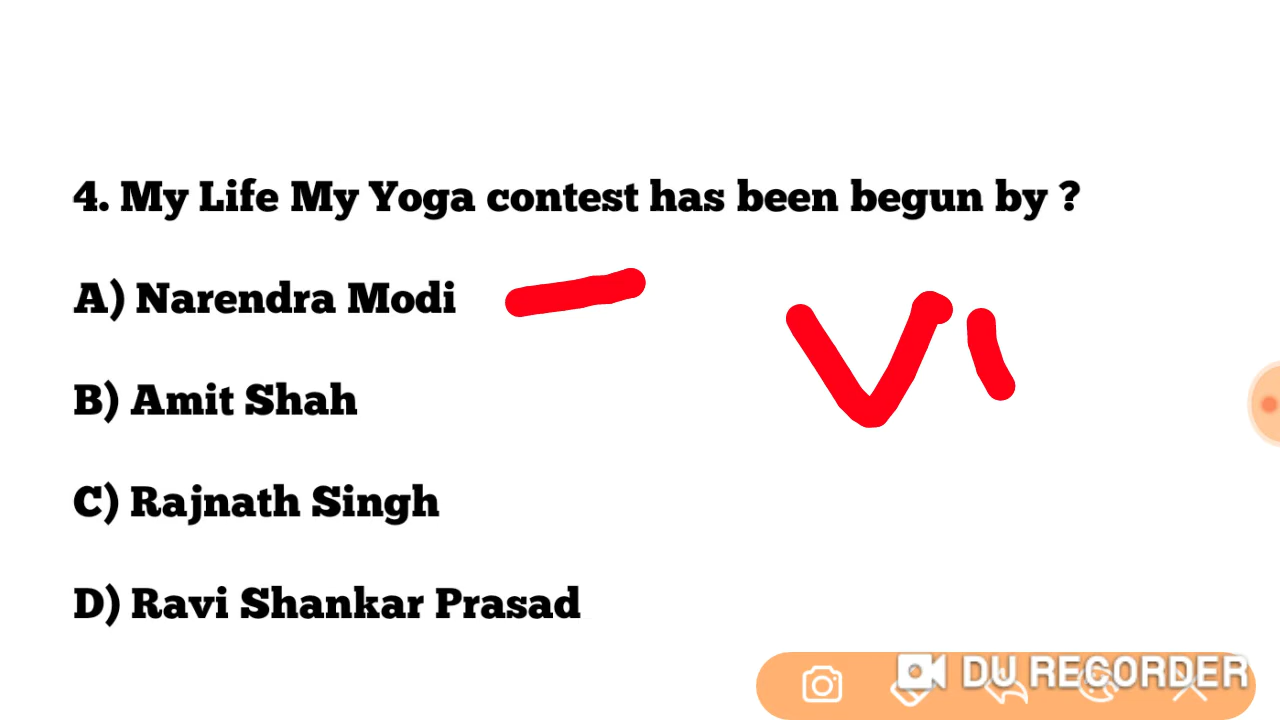 4. My Life My Yoga contest has been begun by ?
A) Narendra Modi
B) Amit Shah
C) Rajnath Singh
D) Ravi Shankar Prasad
DU RECORDER